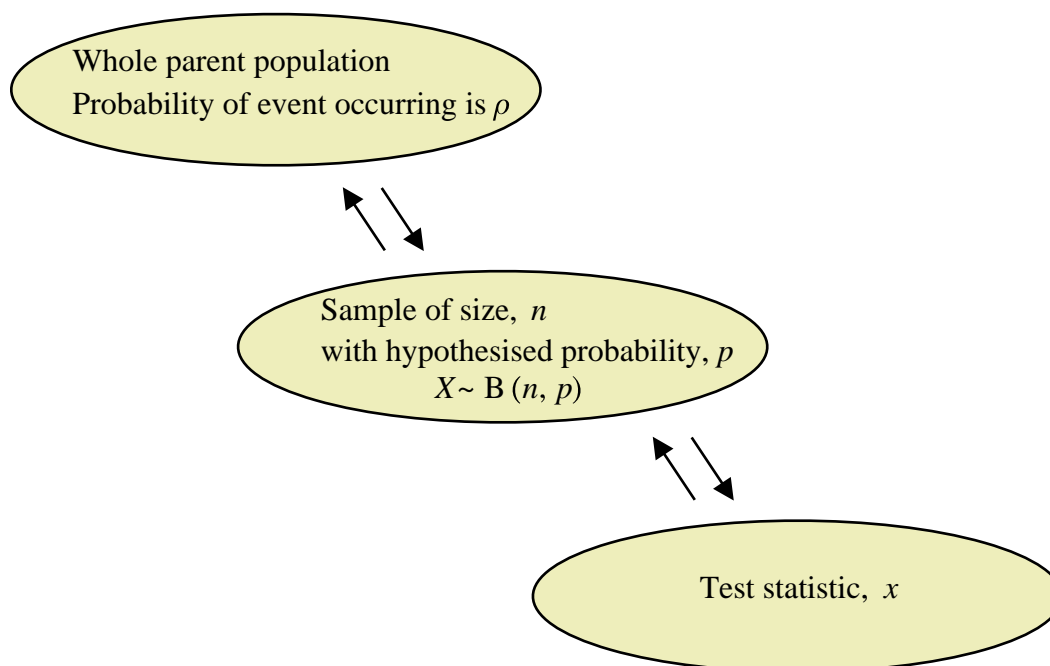 Whole parent population
Probability of event occurring is ρ
Sample of size, n
with hypothesised probability, p
X ~ B (n, p)
Test statistic, x